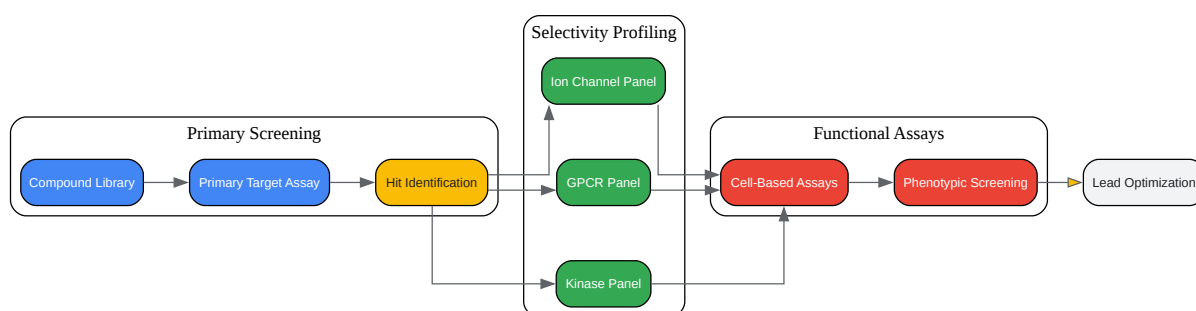 Primary Screening
Compound Library
Primary Target Assay
Hit Identification
Selectivity Profiling
Ion Channel Panel
GPCR Panel
Kinase Panel
Functional Assays
Cell-Based Assays
Phenotypic Screening
Lead Optimization